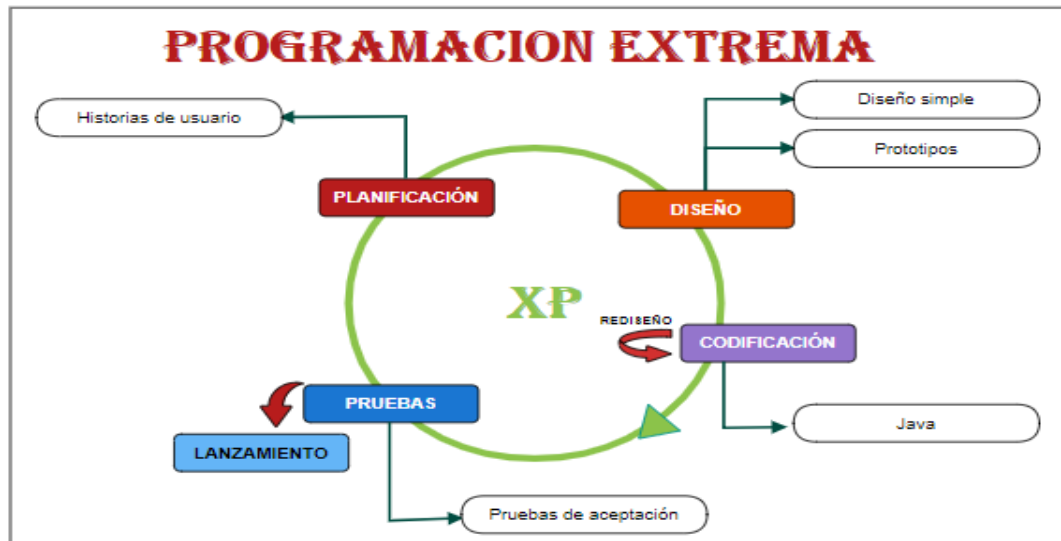 PROGRAMACION EXTREMA
Historias de usuario
Diseño simple
Prototipos
PLANIFICACIÓN
DISEÑO
XP
REDISEÑO
CODIFICACIÓN
PRUEBAS
LANZAMIENTO
Java
Pruebas de aceptación